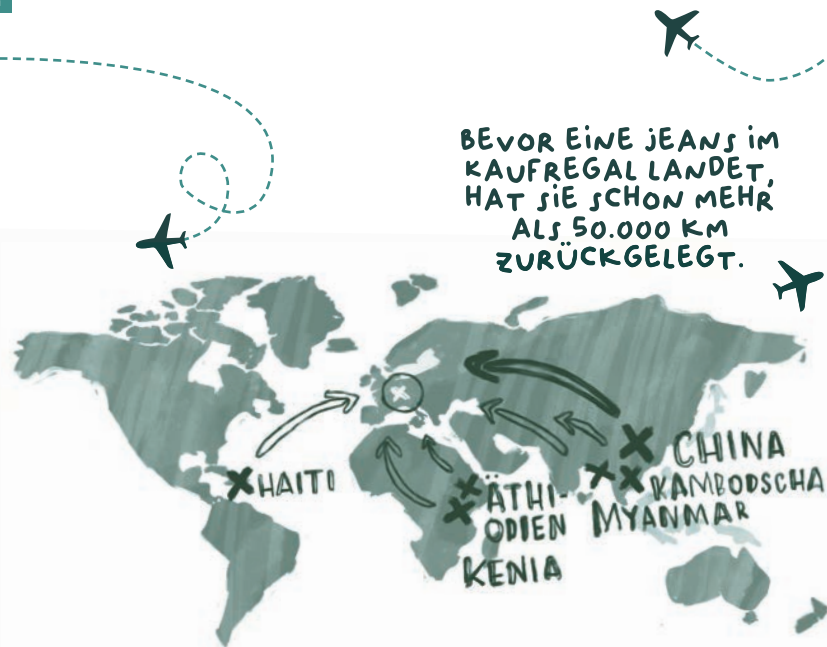 BEVOR EINE JEANS IM
KAUFREGAL LANDET,
HAT SIE SCHON MEHR
ALS 50.000 KM
ZURÜCKGELEGT.
CHINA
HAITI
KAMBODSCHA
ÄTHI-
ODIEN
MYANMAR
KENIA